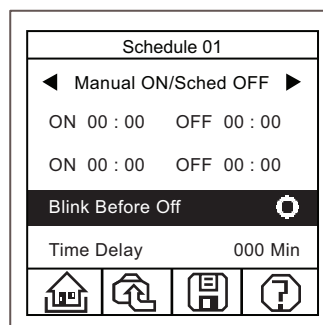 Schedule 01
Manual ON/Sched OFF
ON 00 : 00 OFF 00 : 00
ON 00 : 00 OFF 00 : 00
Blink Before Off
Time Delay 000 Min
?